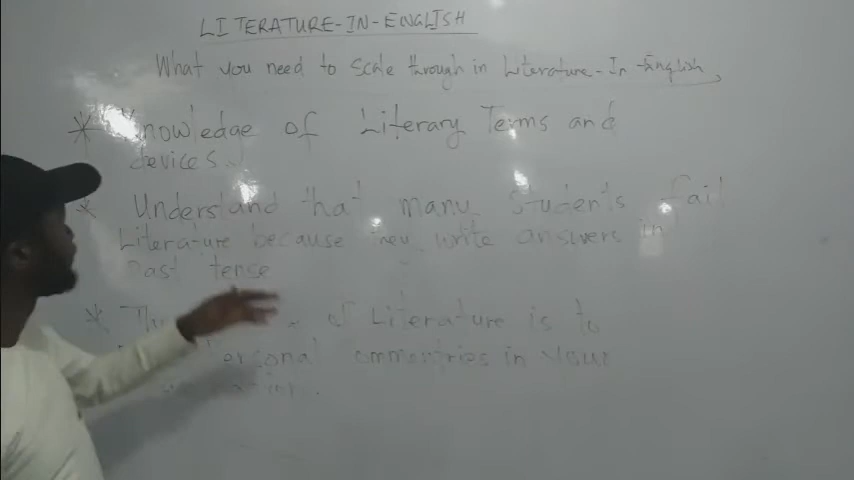 LITERATURE-IN-ENGLISH
What you need to scale through in Literature-In-English
* Knowledge of Literary Terms and
devices.
* Understand that many students fail
Literature because they write answers in
Past tense
* of Literature is to
Personal commentries in your